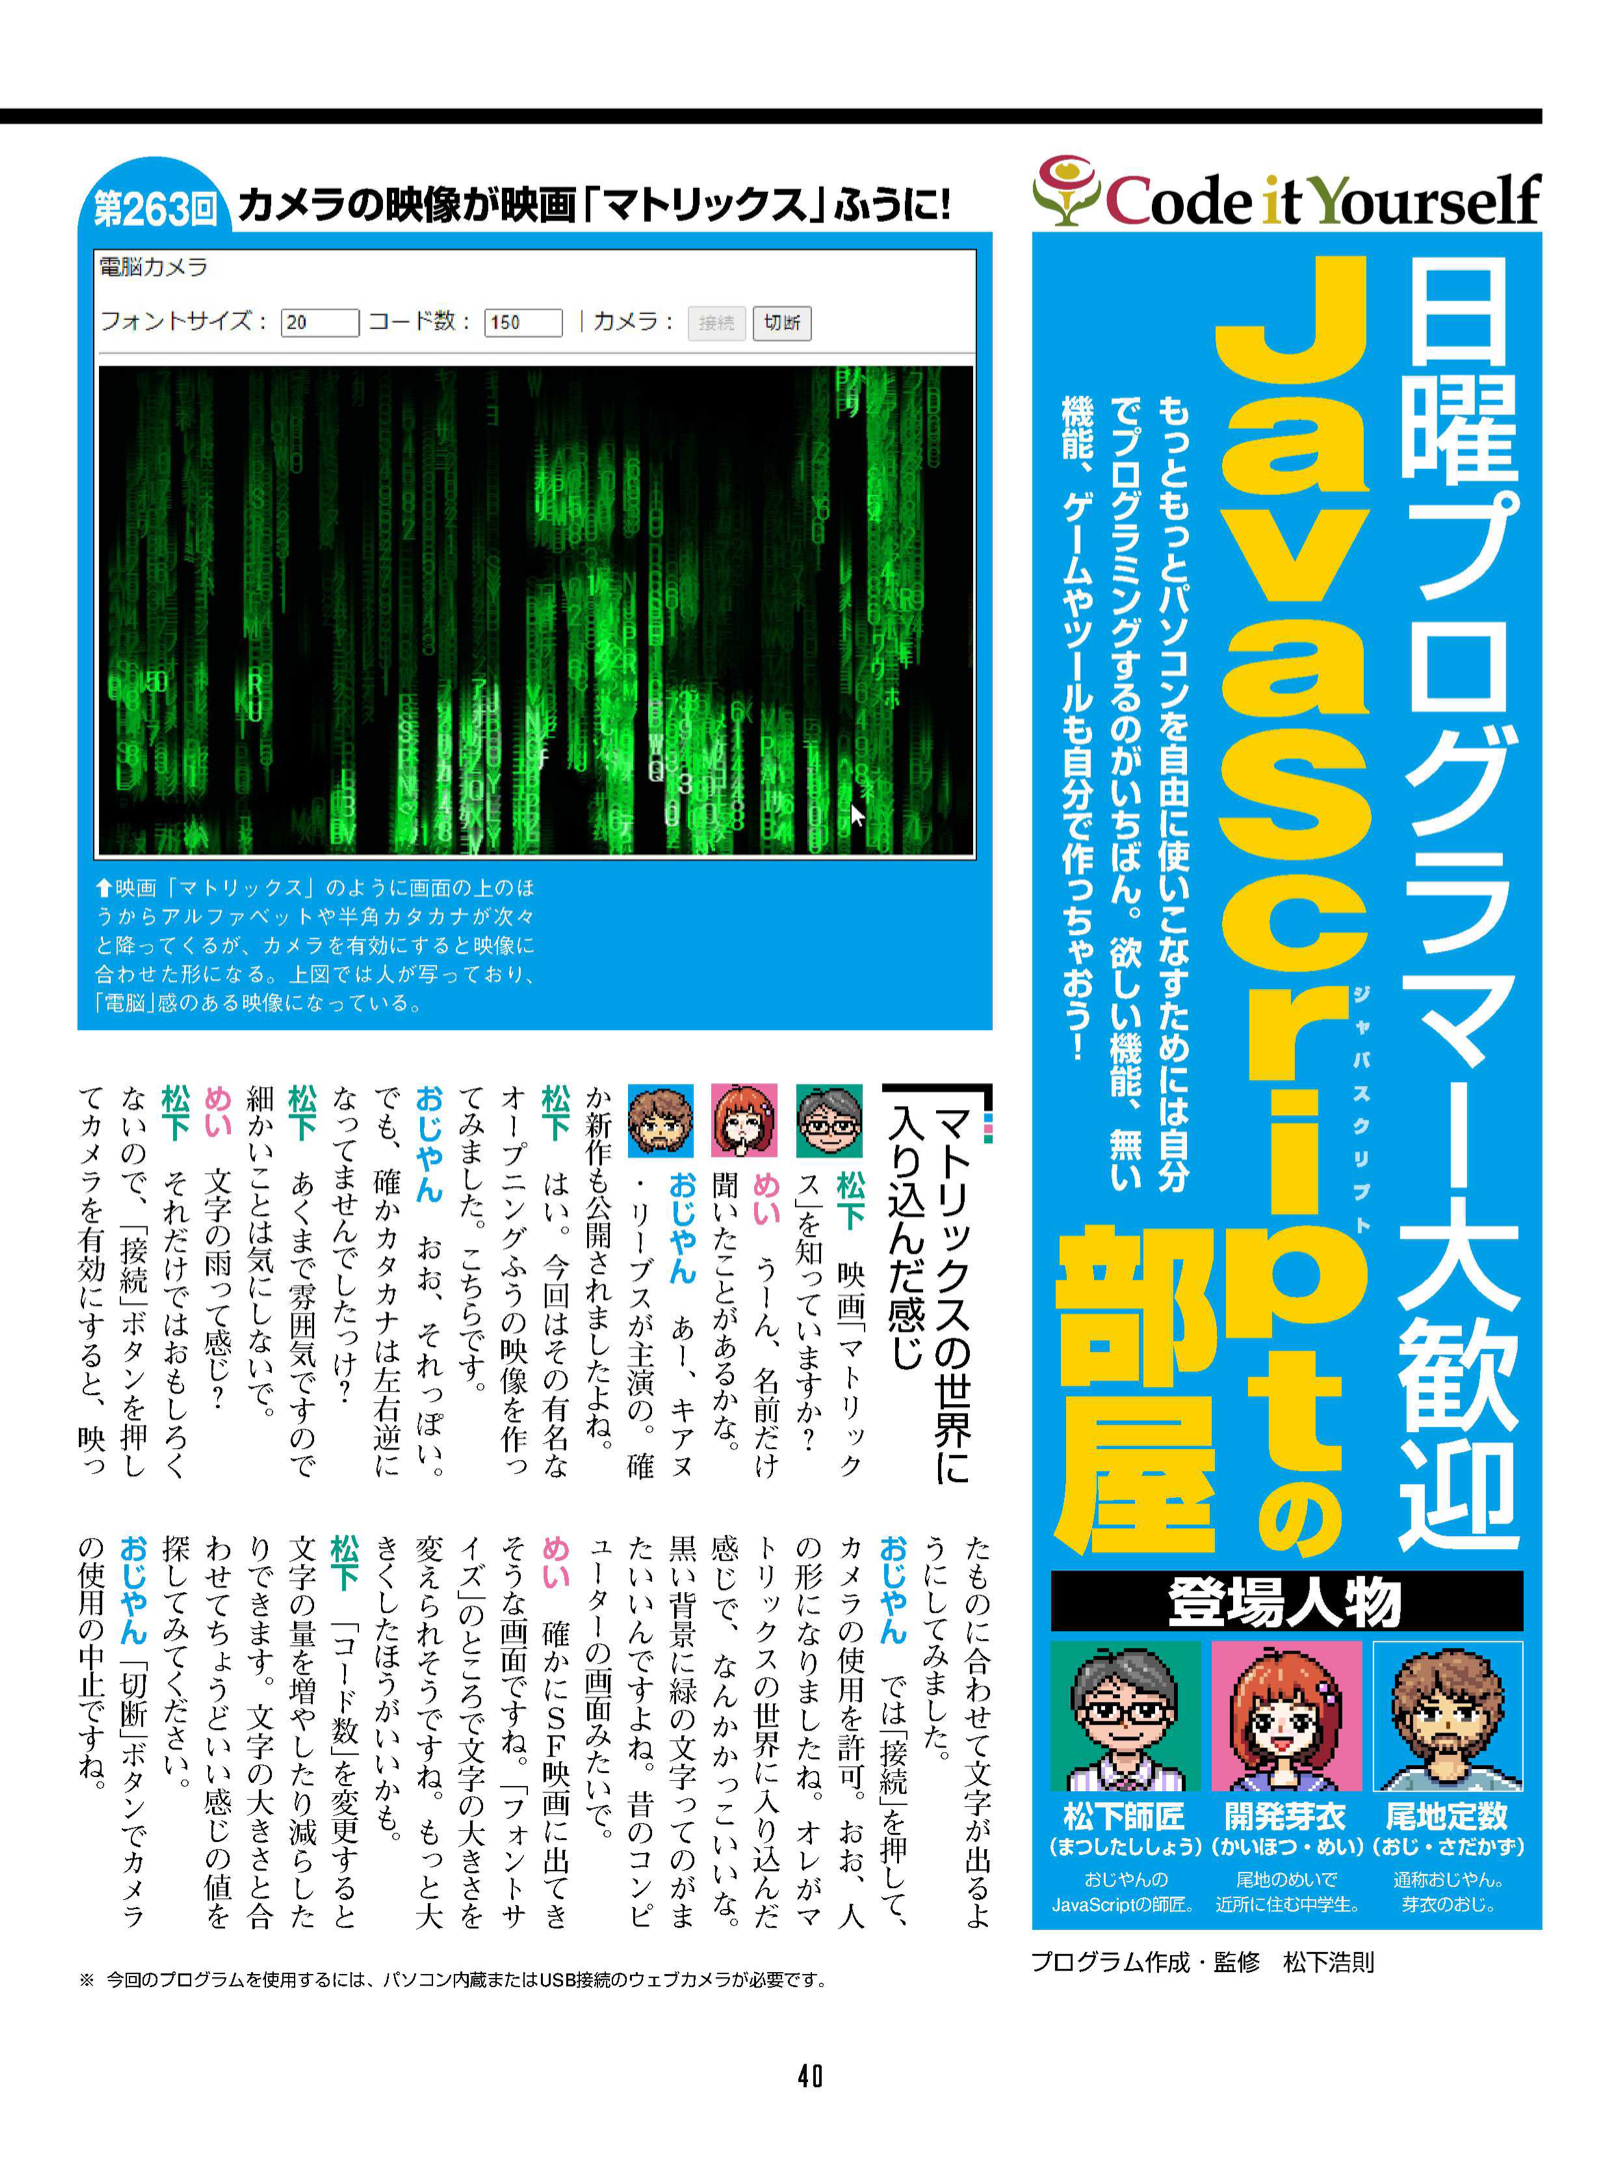 Code it Yourself
日曜プログラマー大歓迎
JavaScriptの
ジャバスクリプト
部屋
もっともっとパソコンを自由に使いこなすためには自分
でプログラミングするのがいちばん。欲しい機能、無い
機能、ゲームやツールも自分で作っちゃおう！
登場人物
松下師匠
（まつしたししょう）
おじやんの
JavaScriptの師匠。
開発芽衣
（かいほつ・めい）
尾地のめいで
近所に住む中学生。
尾地定数
（おじ・さだかず）
通称おじやん。
芽衣のおじ。
プログラム作成・監修　松下浩則
第263回
カメラの映像が映画「マトリックス」ふうに！
電脳カメラ
フォントサイズ： 20 コード数： 150 ｜カメラ： 接続 切断
⬆映画「マトリックス」のように画面の上のほ
うからアルファベットや半角カタカナが次々
と降ってくるが、カメラを有効にすると映像に
合わせた形になる。上図では人が写っており、
「電脳」感のある映像になっている。
マトリックスの世界に
入り込んだ感じ
松下　映画「マトリック
ス」を知っていますか？
めい　うーん、名前だけ
聞いたことがあるかな。
おじやん　あー、キアヌ
・リーブスが主演の。確
か新作も公開されましたよね。
松下　はい。今回はその有名な
オープニングふうの映像を作っ
てみました。こちらです。
おじやん　おお、それっぽい。
でも、確かカタカナは左右逆に
なってませんでしたっけ？
松下　あくまで雰囲気ですので
細かいことは気にしないで。
めい　文字の雨って感じ？
松下　それだけではおもしろく
ないので、「接続」ボタンを押し
てカメラを有効にすると、映っ
たものに合わせて文字が出るよ
うにしてみました。
おじやん　では「接続」を押して、
カメラの使用を許可。おお、人
の形になりましたね。オレがマ
トリックスの世界に入り込んだ
感じで、なんかかっこいいな。
黒い背景に緑の文字ってのがま
たいいんですよね。昔のコンピ
ューターの画面みたいで。
めい　確かにＳＦ映画に出てき
そうな画面ですね。「フォントサ
イズ」のところで文字の大きさを
変えられそうですね。もっと大
きくしたほうがいいかも。
松下　「コード数」を変更すると
文字の量を増やしたり減らした
りできます。文字の大きさと合
わせてちょうどいい感じの値を
探してみてください。
おじやん　「切断」ボタンでカメラ
の使用の中止ですね。
※ 今回のプログラムを使用するには、パソコン内蔵またはUSB接続のウェブカメラが必要です。
40